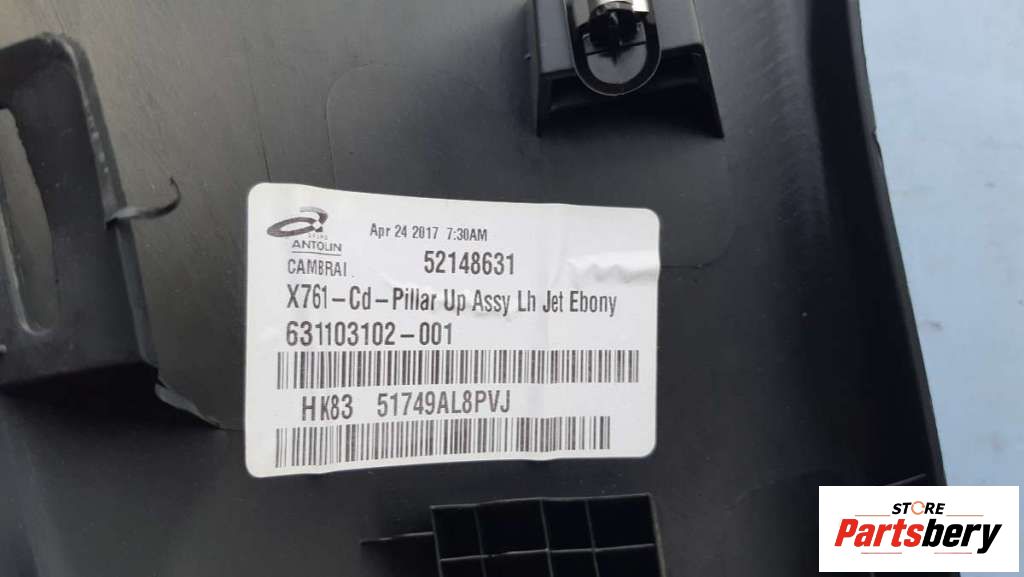 Apr 24 2017 7:30AM
GRUPO
ANTOLIN
CAMBRAI
52148631
X761-Cd-Pillar Up Assy Lh Jet Ebony
631103102-001
HK83 51749AL8PVJ
STORE
Partsbery